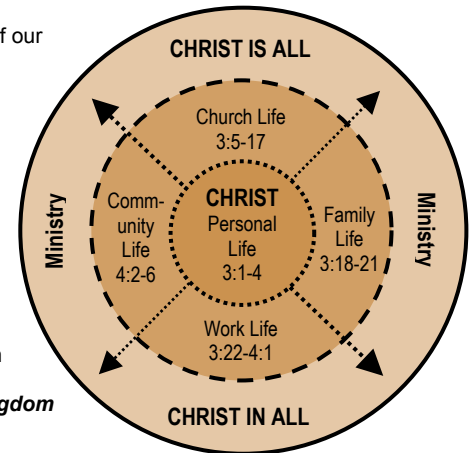 f our
CHRIST IS ALL
Church Life
3:5-17
Ministry
Comm-
unity
Life
4:2-6
CHRIST
Personal
Life
3:1-4
Family
Life
3:18-21
Ministry
Work Life
3:22-4:1
gdom
CHRIST IN ALL